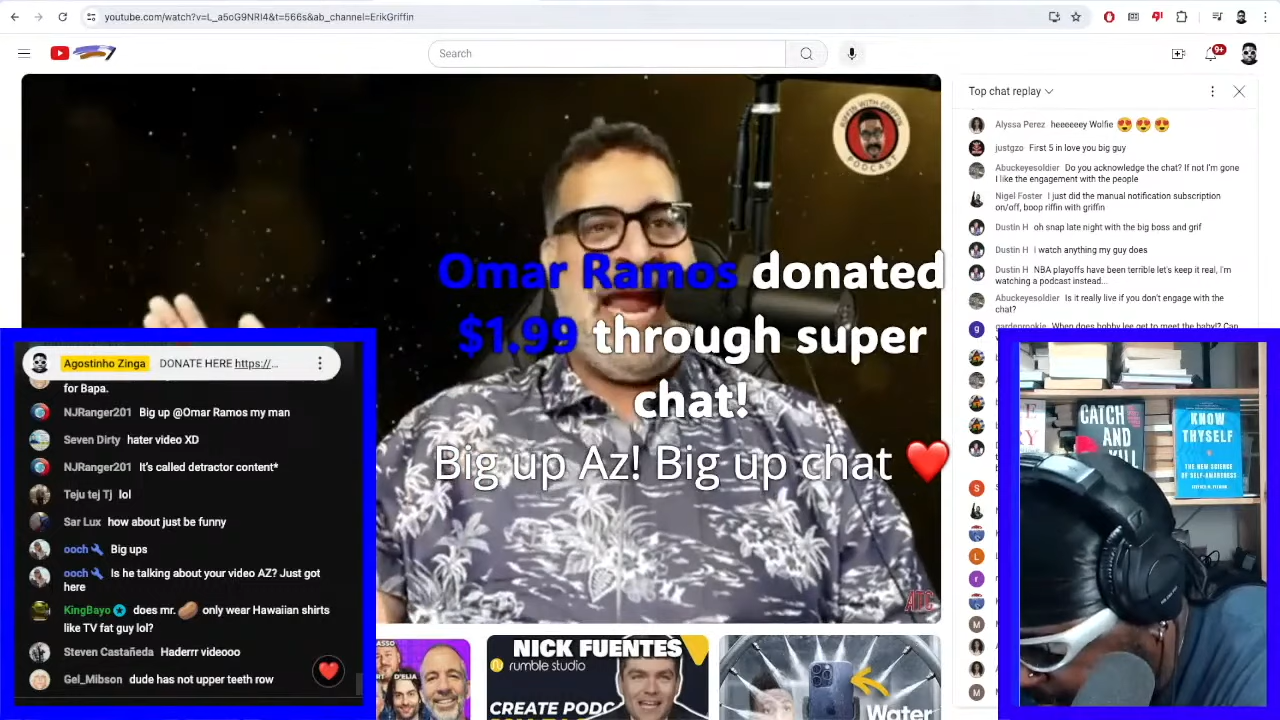 youtube.com/watch?v=L_a5oG9NRI4&t=566s&ab_channel=ErikGriffin
Search
9+
RIFFIN WITH GRIFFIN
PODCAST
Omar Ramos donated
$1.99 through super
chat!
Big up Az! Big up chat ❤️
ATC
Top chat replay
Alyssa Perez heeeeeey Wolfie 😍 😍 😍
justgzo First 5 in love you big guy
Abuckeyesoldier Do you acknowledge the chat? If not I'm gone
I like the engagement with the people
Nigel Foster I just did the manual notification subscription
on/off, boop riffin with griffin
Dustin H oh snap late night with the big boss and grif
Dustin H I watch anything my guy does
Dustin H NBA playoffs have been terrible let's keep it real, I'm
watching a podcast instead...
Abuckeyesoldier Is it really live if you don't engage with the
chat?
Agostinho Zinga DONATE HERE https://...
for Bapa.
NJRanger201 Big up @Omar Ramos my man
Seven Dirty hater video XD
NJRanger201 It's called detractor content*
Teju tej Tj lol
Sar Lux how about just be funny
ooch Big ups
ooch Is he talking about your video AZ? Just got
here
KingBayo does mr. 🥔 only wear Hawaiian shirts
like TV fat guy lol?
Steven Castañeda Haderrr videooo
Gel_Mibson dude has not upper teeth row
CATCH
AND
KILL
KNOW
THYSELF
THE NEW SCIENCE
OF SELF-AWARENESS
NICK FUENTES
rumble studio
CREATE PODC
Water